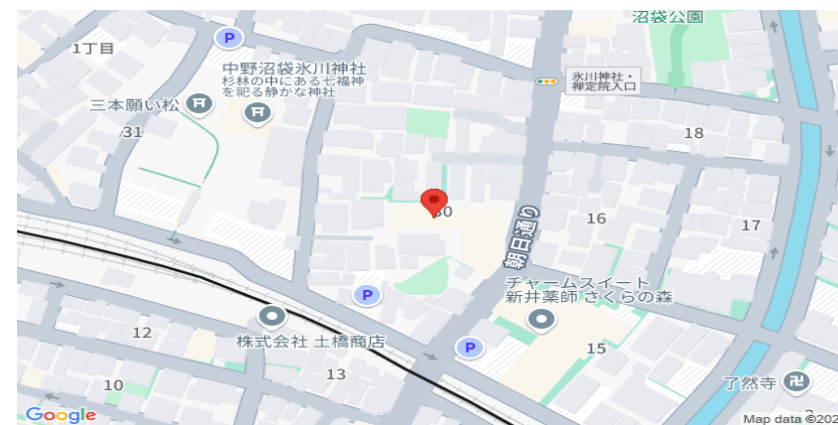 沼袋公園
P
1丁目
中野沼袋氷川神社
杉林の中にある七福神
を祀る静かな神社
氷川神社・
禅定院入口
三本願い松
31
18
朝日通り
16
17
チャームスイート
新井薬師 さくらの森
P
株式会社 土橋商店
12
P
15
13
10
了然寺
卍
Google
Map data ©202